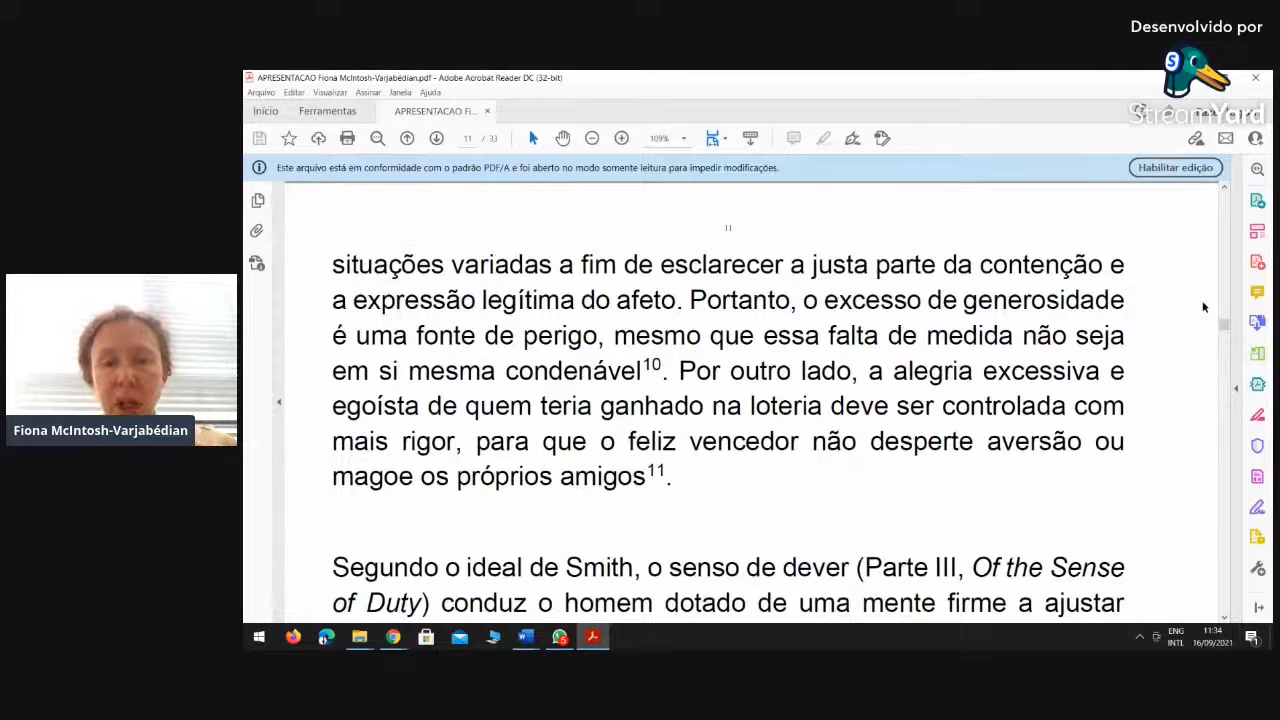 Desenvolvido por
StreamYard
APRESENTACAO Fiona McIntosh-Varjabédian.pdf - Adobe Acrobat Reader DC (32-bit)
Arquivo Editar Visualizar Assinar Janela Ajuda
Início Ferramentas APRESENTACAO Fi... ×
11 / 33 109%
Este arquivo está em conformidade com o padrão PDF/A e foi aberto no modo somente leitura para impedir modificações. Habilitar edição
11
situações variadas a fim de esclarecer a justa parte da contenção e
a expressão legítima do afeto. Portanto, o excesso de generosidade
é uma fonte de perigo, mesmo que essa falta de medida não seja
em si mesma condenável10. Por outro lado, a alegria excessiva e
egoísta de quem teria ganhado na loteria deve ser controlada com
mais rigor, para que o feliz vencedor não desperte aversão ou
magoe os próprios amigos11.
Segundo o ideal de Smith, o senso de dever (Parte III, Of the Sense
of Duty) conduz o homem dotado de uma mente firme a ajustar
Fiona McIntosh-Varjabédian
ENG 11:34
INTL 16/09/2021